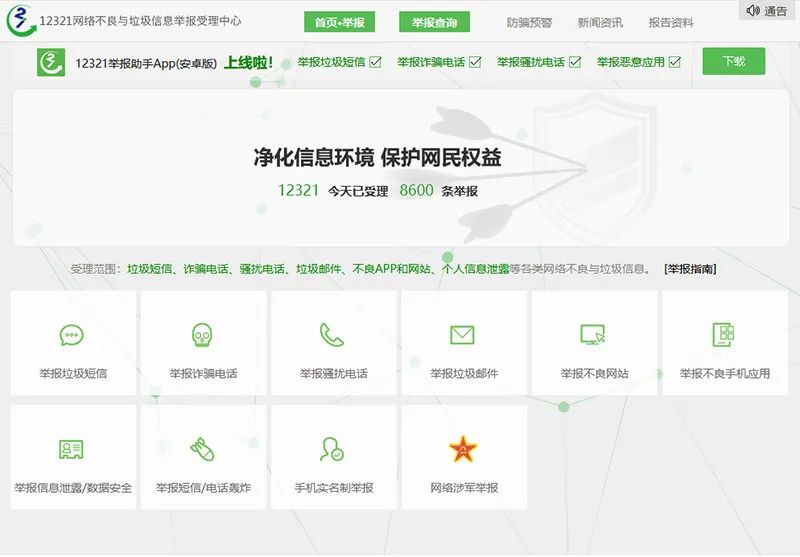 12321网络不良与垃圾信息举报受理中心 首页·举报 举报查询 防骗预警 新闻资讯 报告资料 通告
12321举报助手App(安卓版) 上线啦! 举报垃圾短信 举报诈骗电话 举报骚扰电话 举报恶意应用 下载
净化信息环境 保护网民权益
12321 今天已受理 8600 条举报
受理范围：垃圾短信、诈骗电话、骚扰电话、垃圾邮件、不良APP和网站、个人信息泄露等各类网络不良与垃圾信息。 [举报指南]
举报垃圾短信 举报诈骗电话 举报骚扰电话 举报垃圾邮件 举报不良网站 举报不良手机应用
举报信息泄露/数据安全 举报短信/电话轰炸 手机实名制举报 网络涉军举报